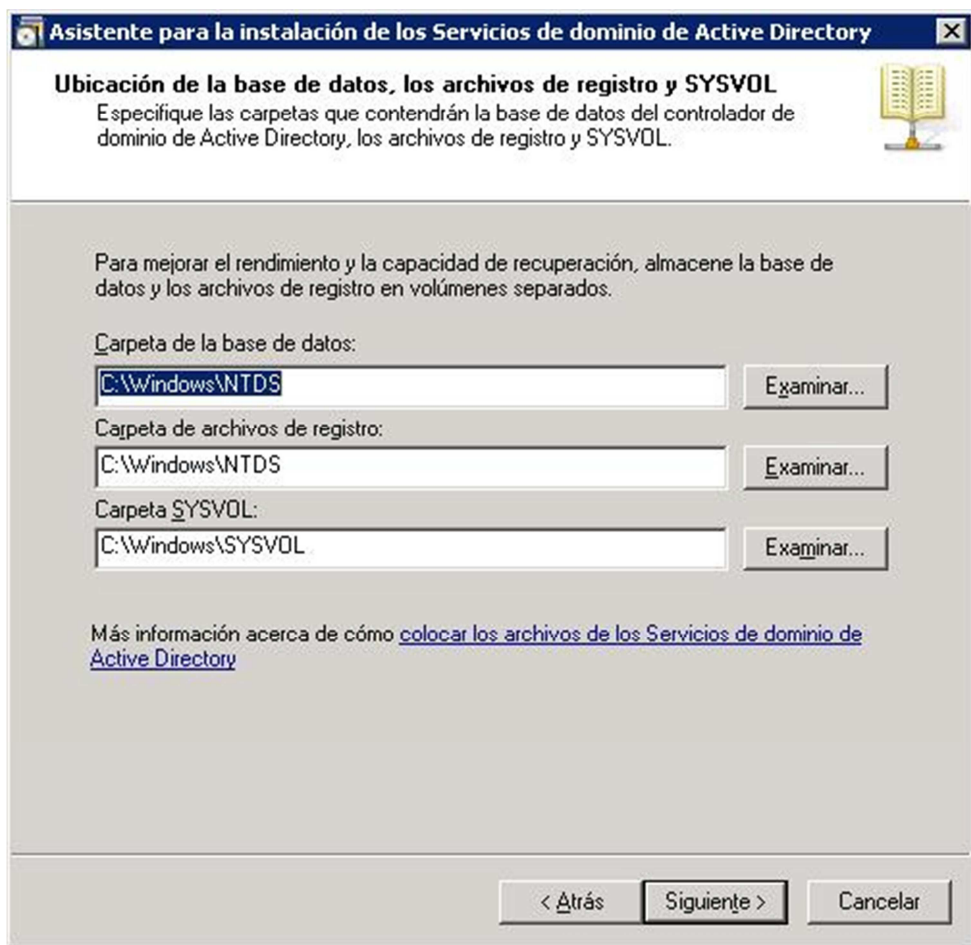 Asistente para la instalación de los Servicios de dominio de Active Directory
Ubicación de la base de datos, los archivos de registro y SYSVOL
Especifique las carpetas que contendrán la base de datos del controlador de
dominio de Active Directory, los archivos de registro y SYSVOL.
Para mejorar el rendimiento y la capacidad de recuperación, almacene la base de
datos y los archivos de registro en volúmenes separados.
Carpeta de la base de datos:
C:\Windows\NTDS
Examinar...
Carpeta de archivos de registro:
C:\Windows\NTDS
Examinar...
Carpeta SYSVOL:
C:\Windows\SYSVOL
Examinar...
Más información acerca de cómo colocar los archivos de los Servicios de dominio de
Active Directory
< Atrás
Siguiente >
Cancelar